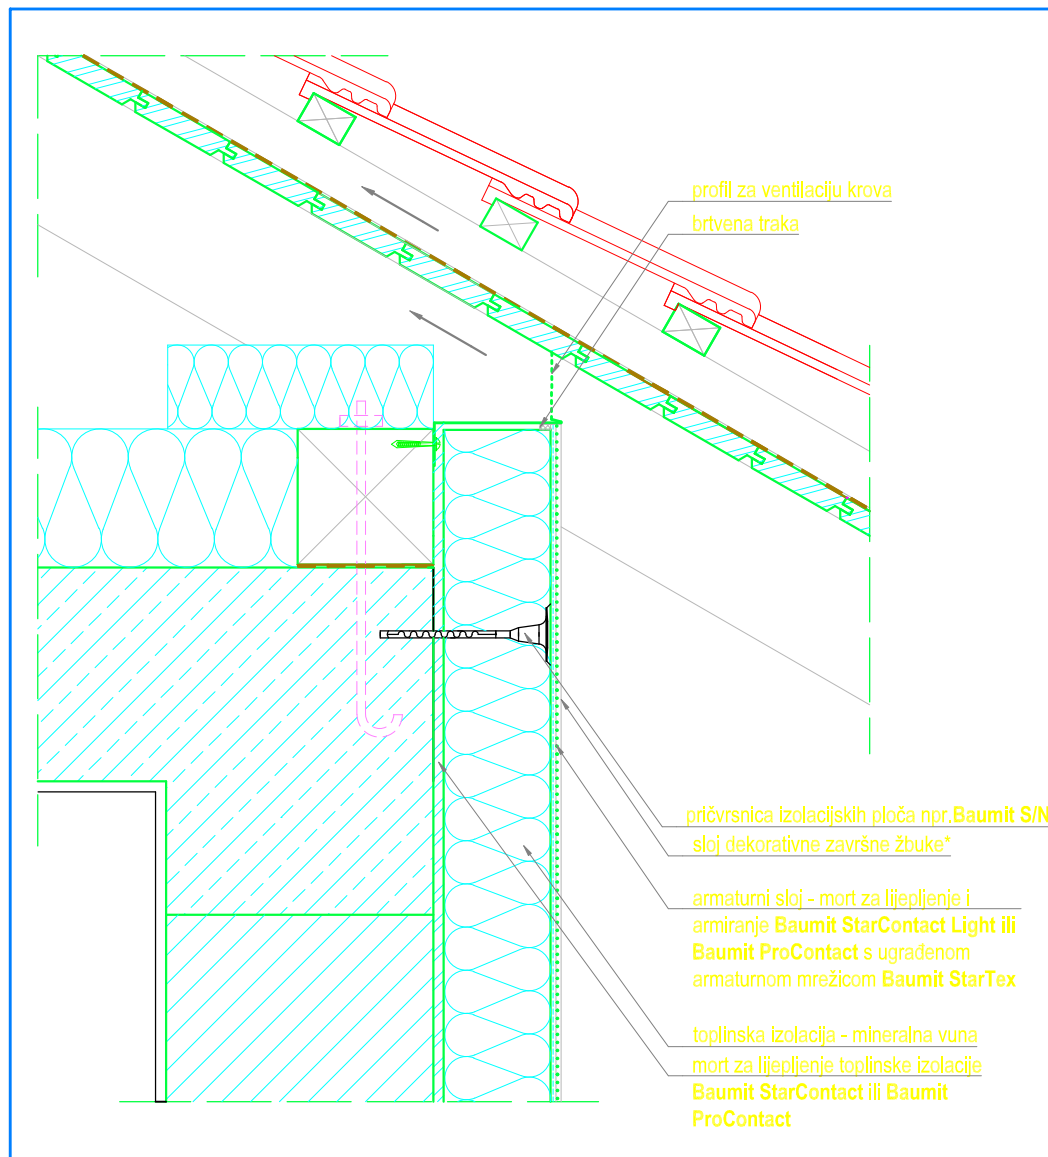 profil za ventilaciju krova
brtvena traka
pričvrsnica izolacijskih ploča npr.Baumit S/N
sloj dekorativne završne žbuke*
armaturni sloj - mort za lijepljenje i
armiranje Baumit StarContact Light ili
Baumit ProContact s ugrađenom
armaturnom mrežicom Baumit StarTex
toplinska izolacija - mineralna vuna
mort za lijepljenje toplinske izolacije
Baumit StarContact ili Baumit
ProContact